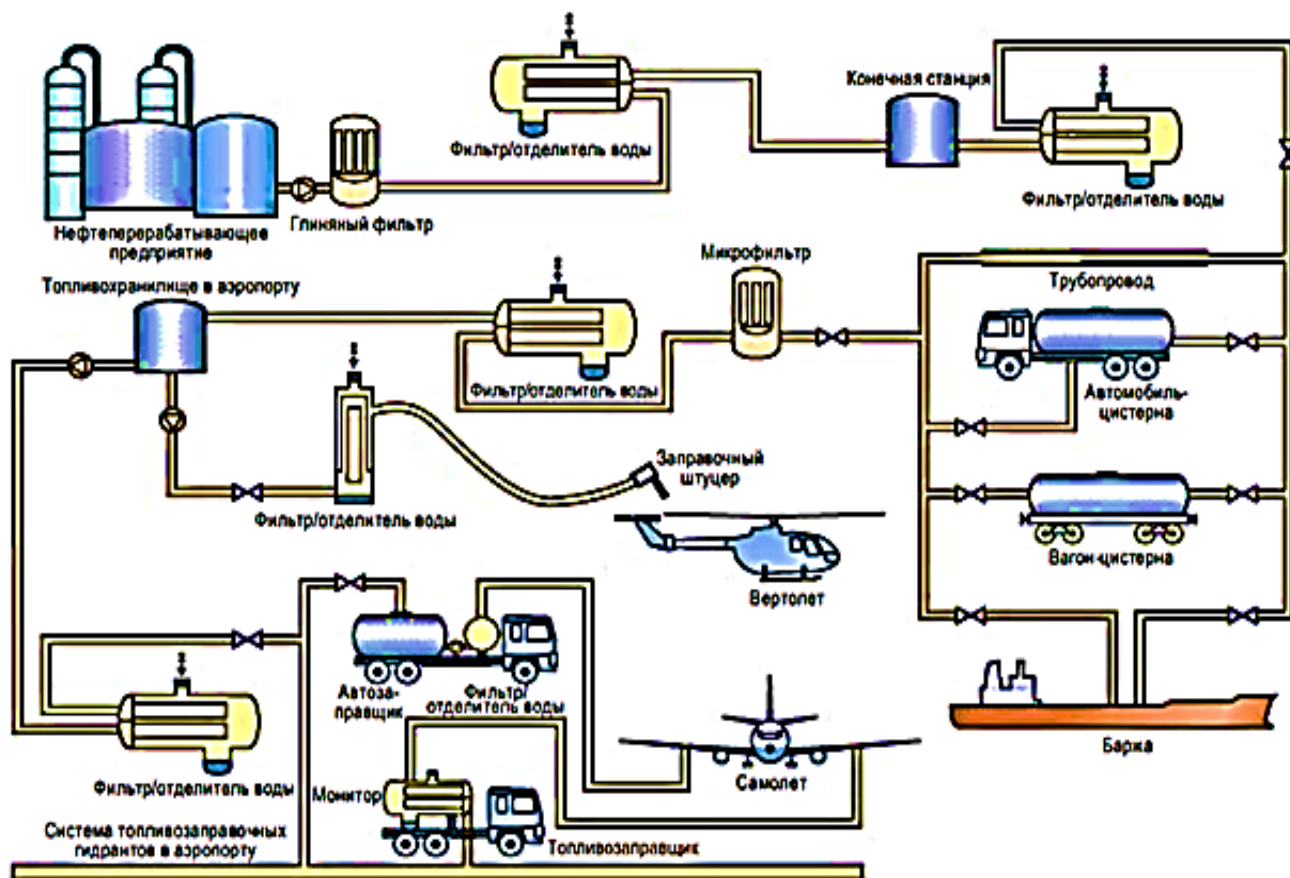 Конечная станция
Фильтр/отделитель воды
Фильтр/отделитель воды
Глиняный фильтр
Нефтеперерабатывающее
предприятие
Микрофильтр
Трубопровод
Топливохранилище в аэропорту
Фильтр/отделитель воды
Автомобиль-
цистерна
Заправочный
штуцер
Фильтр/отделитель воды
Вагон-цистерна
Вертолет
Автоза-
правщик
Фильтр/
отделитель воды
Баржа
Самолет
Фильтр/отделитель воды
Монитор
Система топливозаправочных
гидрантов в аэропорту
Топливозаправщик